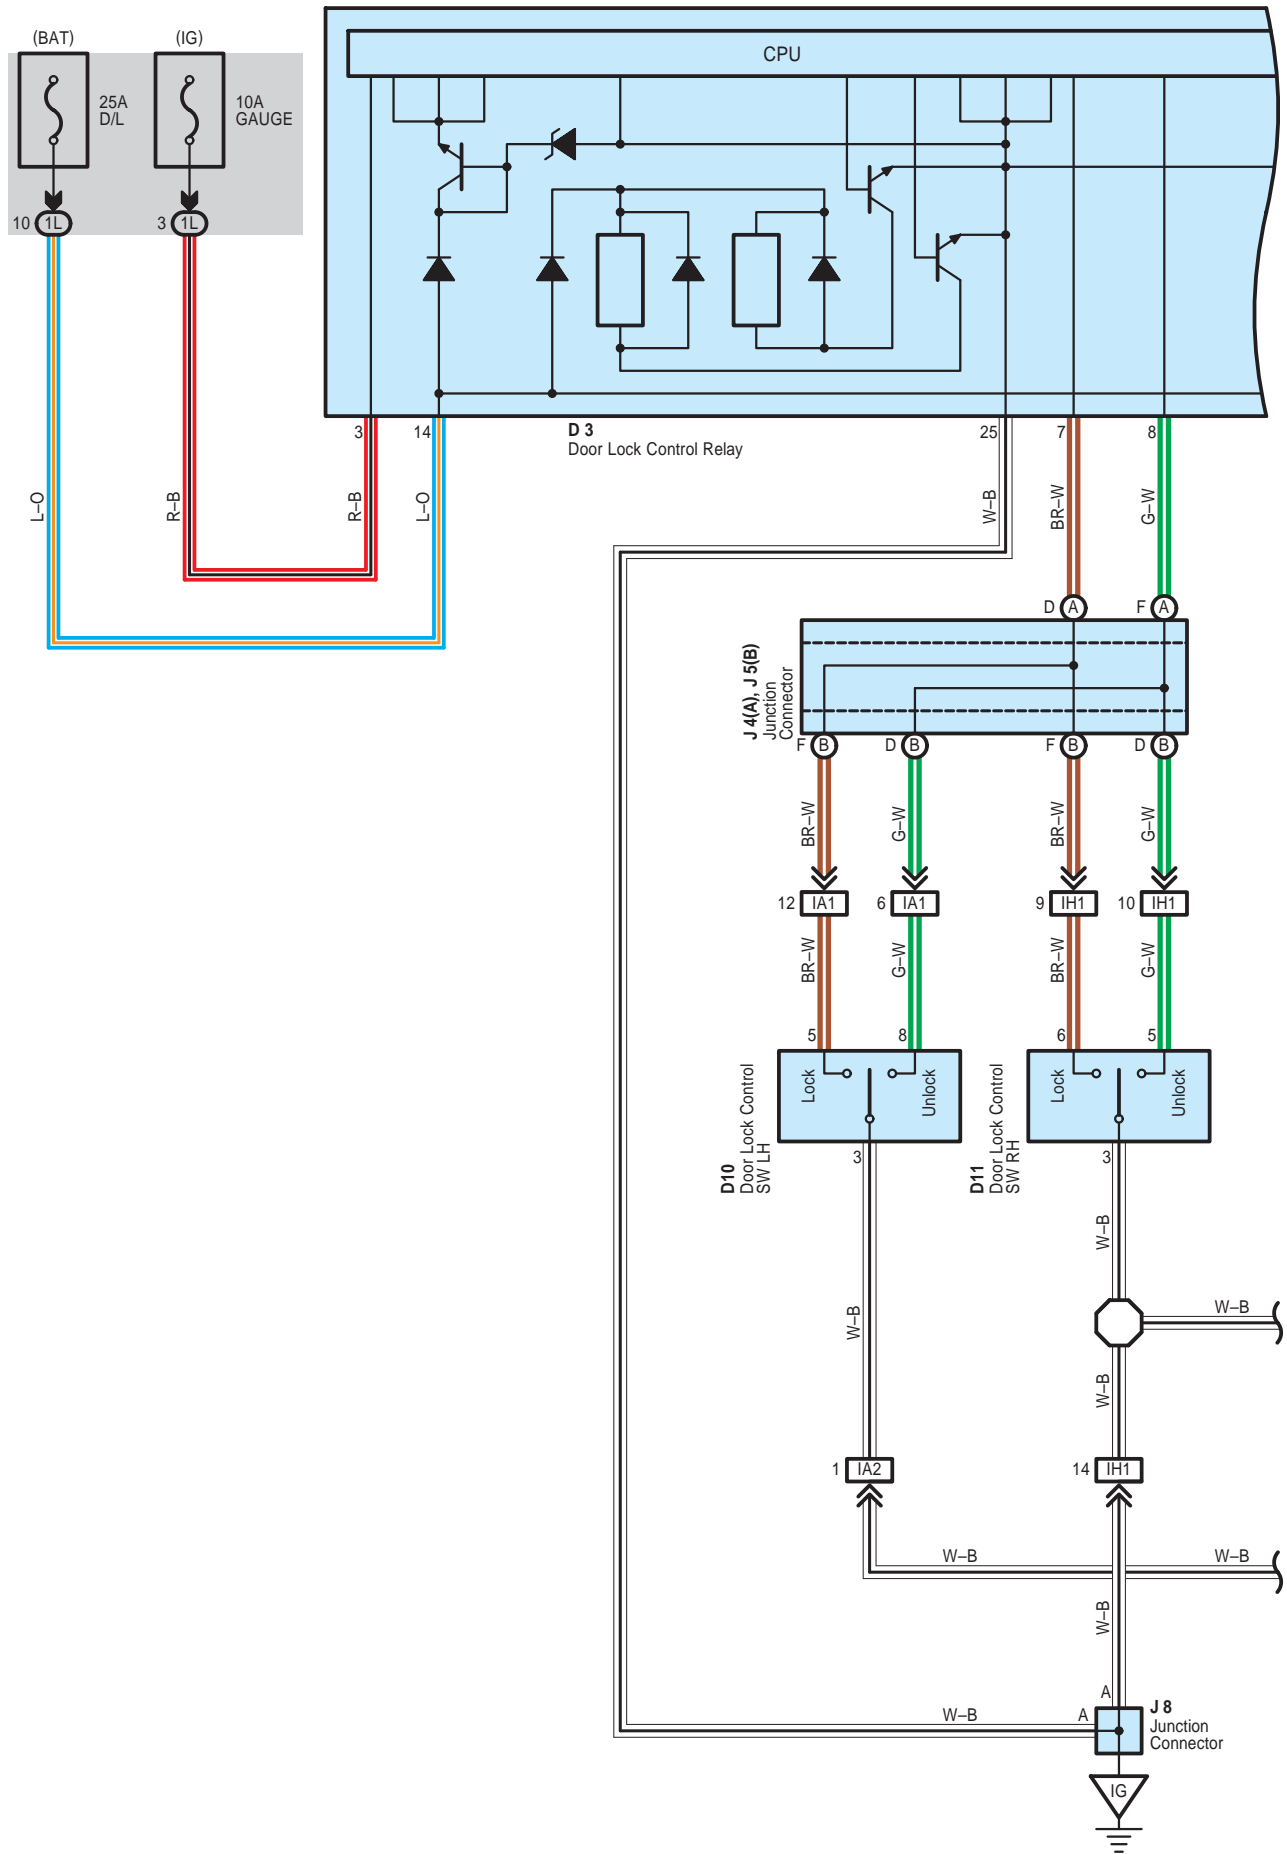 (BAT)
(IG)
CPU
25A
D/L
10A
GAUGE
10
1L
3
1L
3
14
D 3
Door Lock Control Relay
25
7
8
L–O
R–B
R–B
L–O
W–B
BR–W
G–W
D
A
F
A
J 4(A), J 5(B)
Junction
Connector
F
B
D
B
F
B
D
B
BR–W
G–W
BR–W
G–W
12
IA1
6
IA1
9
IH1
10
IH1
BR–W
G–W
BR–W
G–W
5
8
6
5
Lock
Unlock
Lock
Unlock
D10
Door Lock Control
SW LH
3
D11
Door Lock Control
SW RH
3
W–B
W–B
W–B
W–B
1
IA2
14
IH1
W–B
W–B
W–B
A
J 8
Junction
Connector
W–B
A
IG